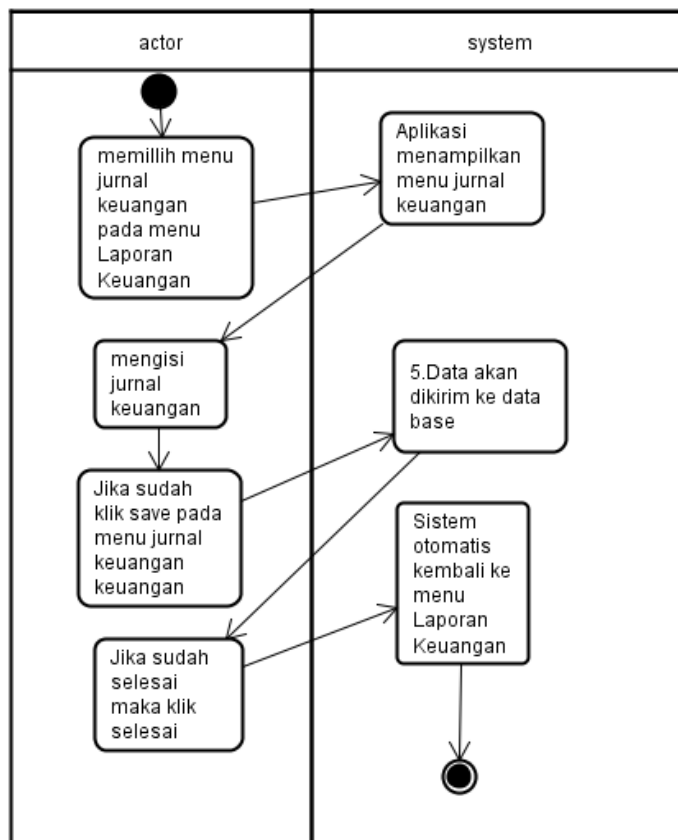 actor
system
memillih menu
jurnal
keuangan
pada menu
Laporan
Keuangan
Aplikasi
menampilkan
menu jurnal
keuangan
mengisi
jurnal
keuangan
5.Data akan
dikirim ke data
base
Jika sudah
klik save pada
menu jurnal
keuangan
keuangan
Sistem
otomatis
kembali ke
menu
Laporan
Keuangan
Jika sudah
selesai
maka klik
selesai